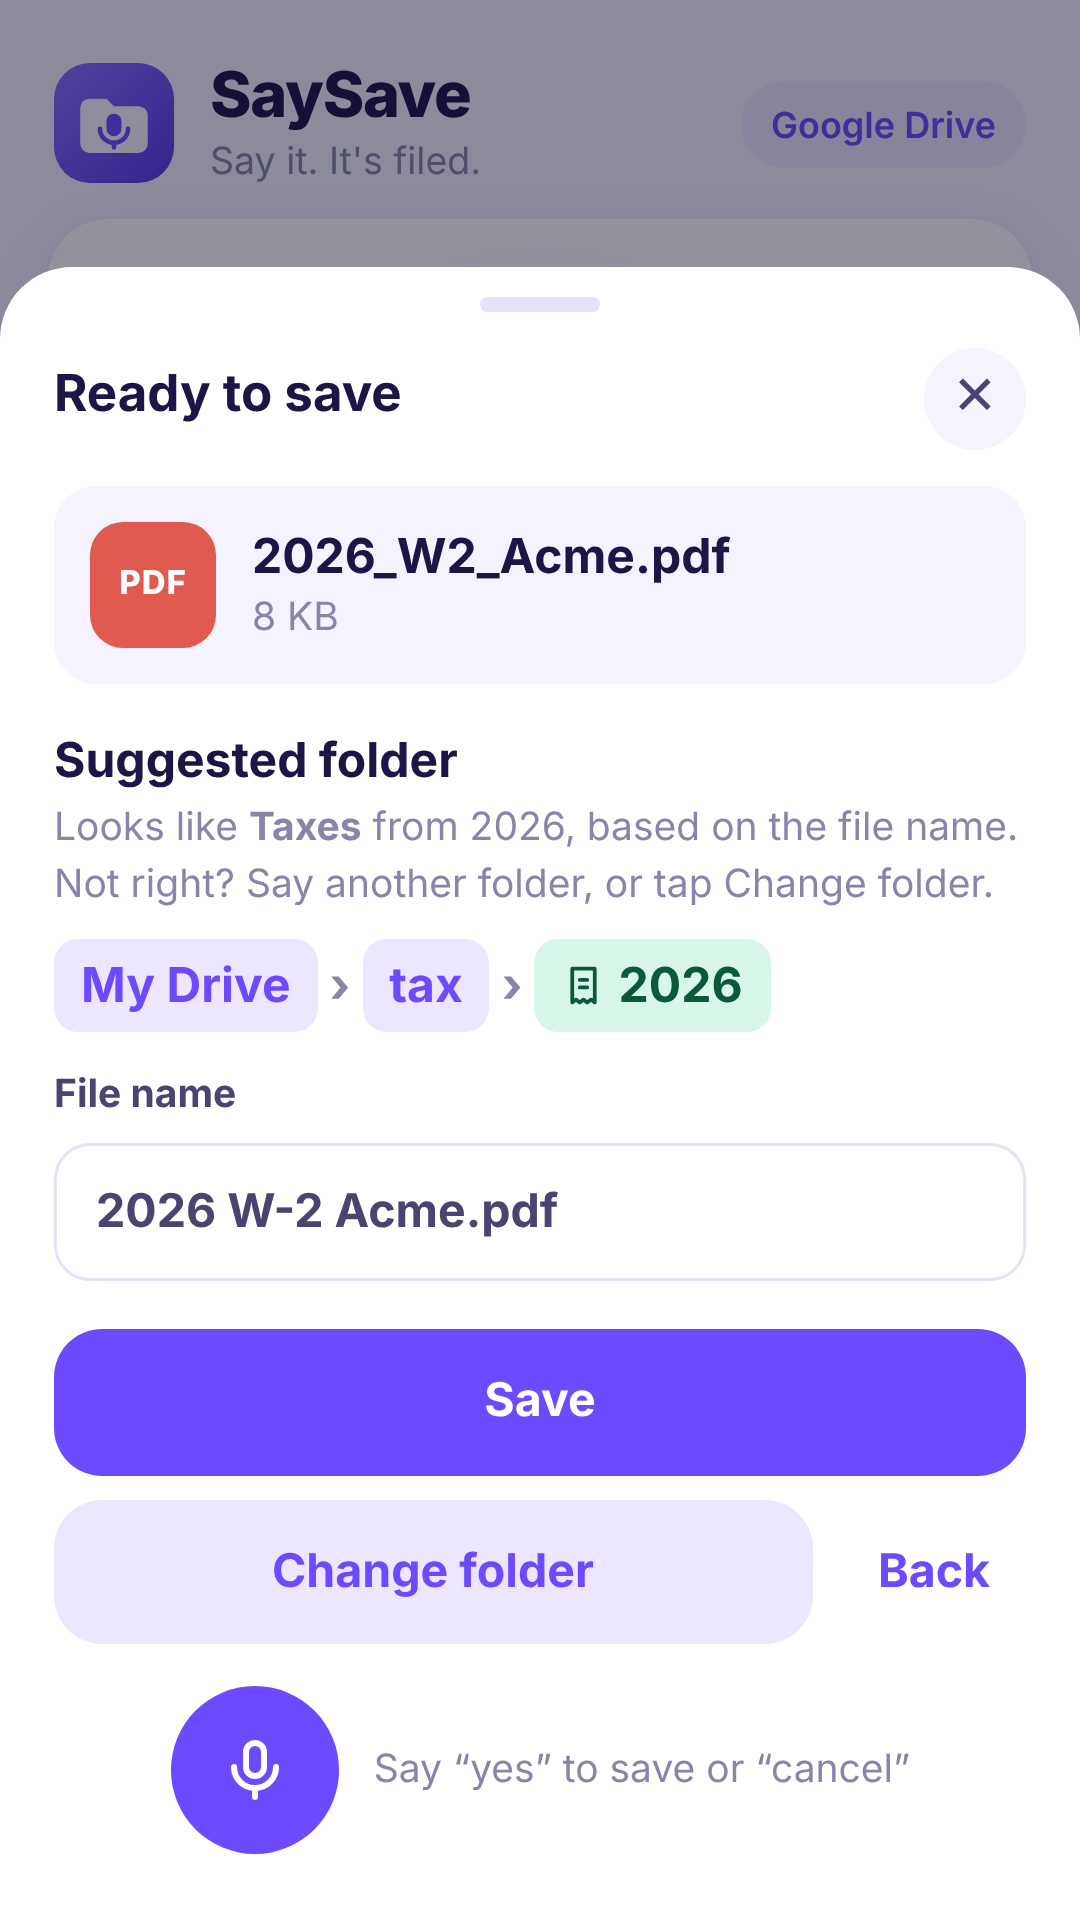 SaySave
Say it. It's filed.
Google Drive
Ready to save
PDF
2026_W2_Acme.pdf
8 KB
Suggested folder
Looks like Taxes from 2026, based on the file name.
Not right? Say another folder, or tap Change folder.
My Drive › tax › 2026
File name
2026 W-2 Acme.pdf
Save
Change folder
Back
Say “yes” to save or “cancel”